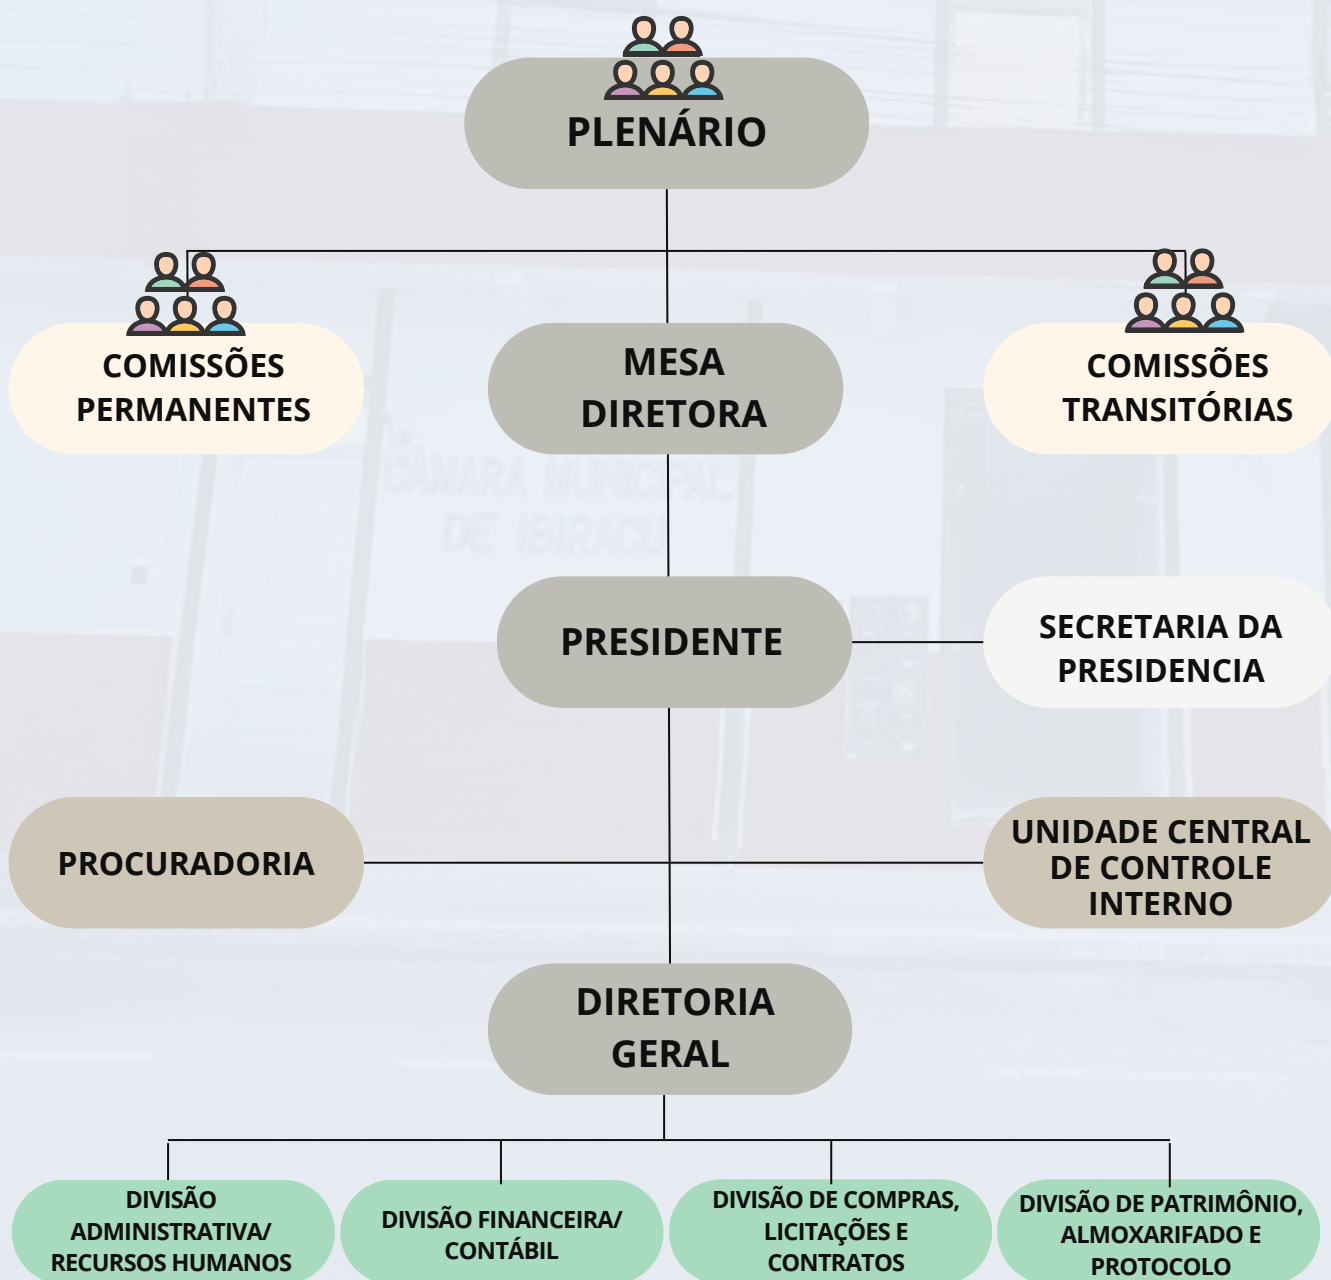 PLENÁRIO
COMISSÕES
PERMANENTES
MESA
DIRETORA
COMISSÕES
TRANSITÓRIAS
CÂMARA MUNICIPAL
DE IBIRAÇU
PRESIDENTE
SECRETARIA DA
PRESIDENCIA
PROCURADORIA
UNIDADE CENTRAL
DE CONTROLE
INTERNO
DIRETORIA
GERAL
DIVISÃO
ADMINISTRATIVA/
RECURSOS HUMANOS
DIVISÃO FINANCEIRA/
CONTÁBIL
DIVISÃO DE COMPRAS,
LICITAÇÕES E
CONTRATOS
DIVISÃO DE PATRIMÔNIO,
ALMOXARIFADO E
PROTOCOLO